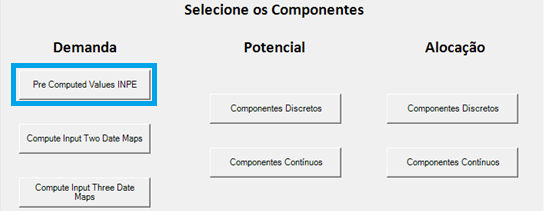 Selecione os Componentes
Demanda
Potencial
Alocação
Pre Computed Values INPE
Componentes Discretos
Componentes Discretos
Compute Input Two Date Maps
Componentes Contínuos
Componentes Contínuos
Compute Input Three Date
Maps